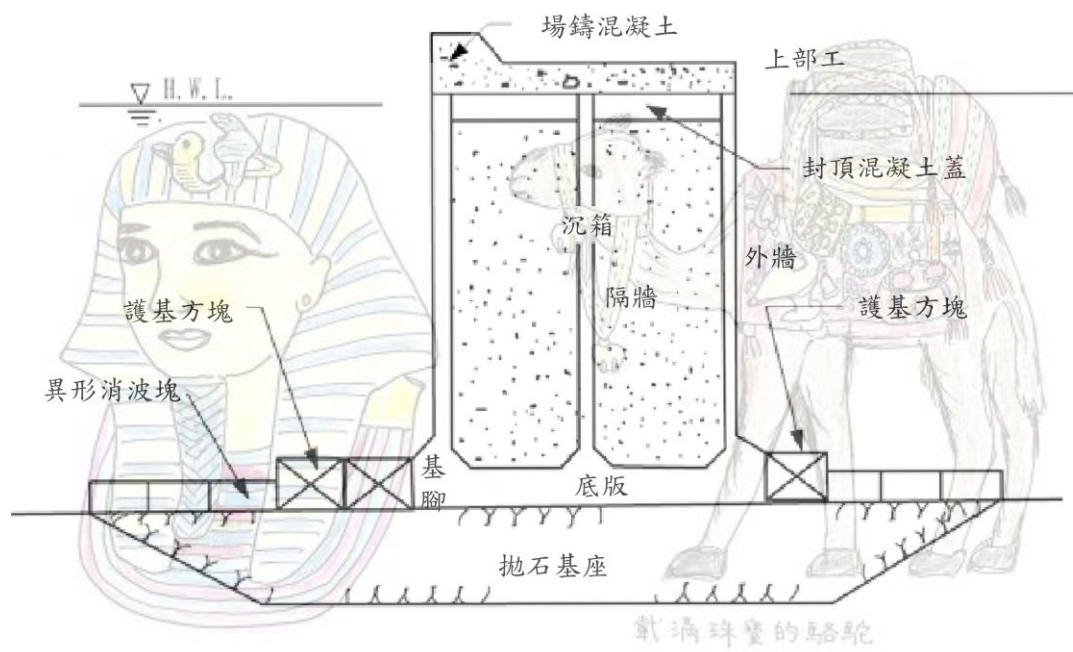 場鑄混凝土
上部工
H.W.L.
封頂混凝土蓋
沉箱
外牆
隔牆
護基方塊
護基方塊
異形消波塊
基腳
底版
拋石基座
載滿珠寶的駱駝